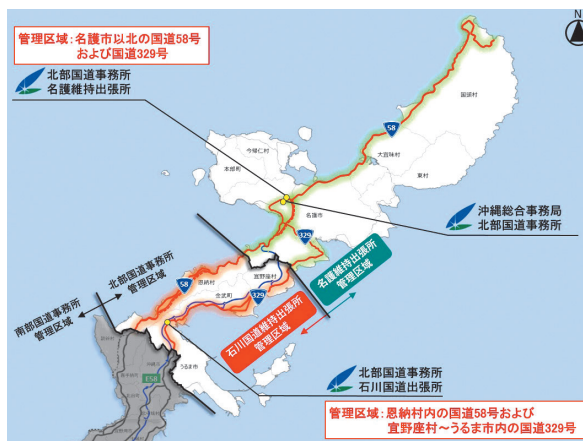 管理区域:名護市以北の国道58号
および国道329号
N
北部国道事務所
名護維持出張所
国頭村
58
大宜味村
今帰仁村
本部町
東村
名護市
沖縄総合事務局
北部国道事務所
329
名護維持出張所
管理区域
北部国道事務所
管理区域
58
恩納村
宜野座村
金武町
329
南部国道事務所
管理区域
石川国道維持出張所
管理区域
うるま市
E58
北部国道事務所
石川国道出張所
管理区域:恩納村内の国道58号および
宜野座村～うるま市内の国道329号